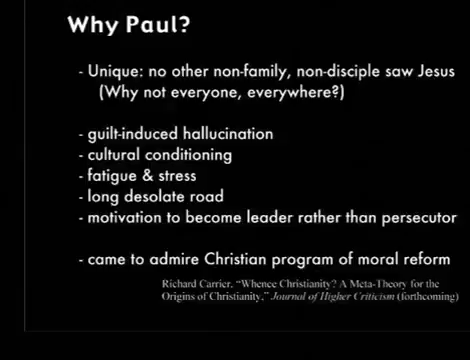 Why Paul?
- Unique: no other non-family, non-disciple saw Jesus
(Why not everyone, everywhere?)
- guilt-induced hallucination
- cultural conditioning
- fatigue & stress
- long desolate road
- motivation to become leader rather than persecutor
- came to admire Christian program of moral reform
Richard Carrier, "Whence Christianity? A Meta-Theory for the
Origins of Christianity," Journal of Higher Criticism (forthcoming)